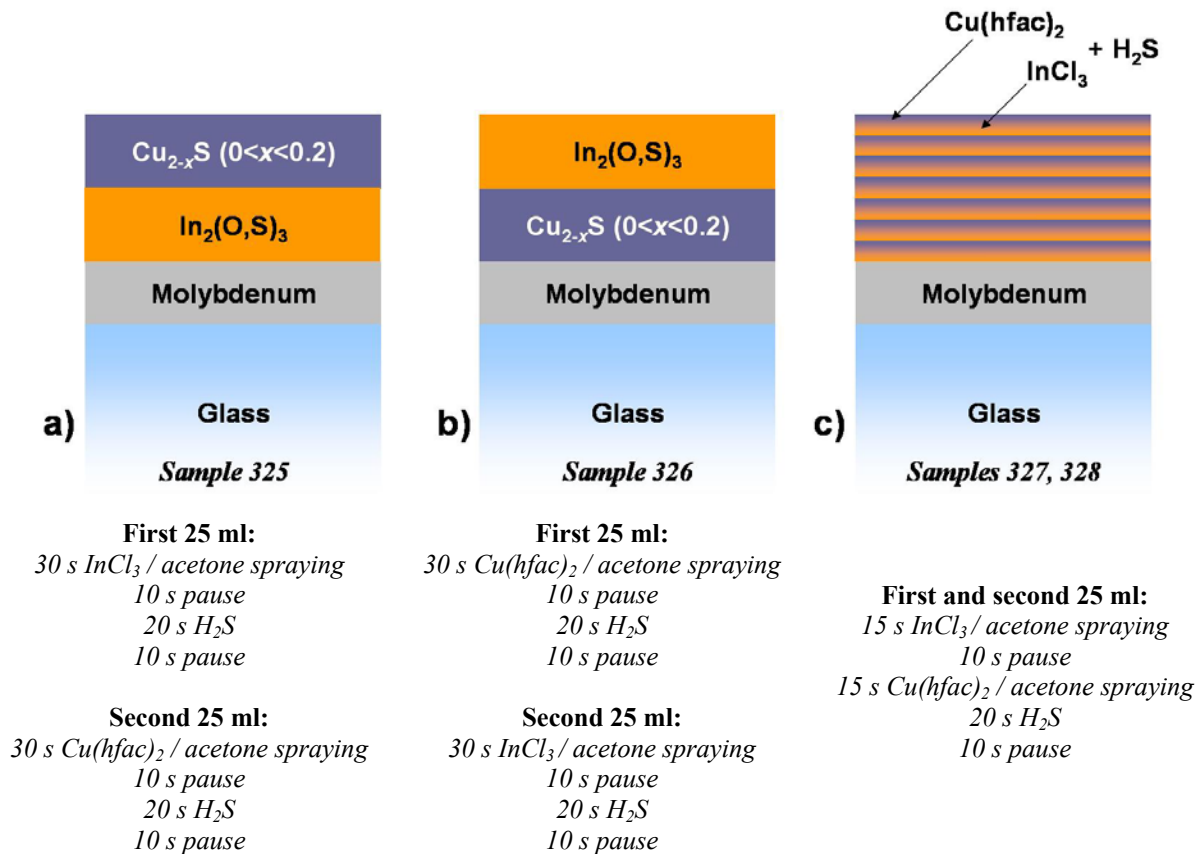 Cu₂₋ₓS (0<x<0.2)
In₂(O,S)₃
Molybdenum
Glass
a)
Sample 325
First 25 ml:
30 s InCl₃ / acetone spraying
10 s pause
20 s H₂S
10 s pause
Second 25 ml:
30 s Cu(hfac)₂ / acetone spraying
10 s pause
20 s H₂S
10 s pause
In₂(O,S)₃
Cu₂₋ₓS (0<x<0.2)
Molybdenum
Glass
b)
Sample 326
First 25 ml:
30 s Cu(hfac)₂ / acetone spraying
10 s pause
20 s H₂S
10 s pause
Second 25 ml:
30 s InCl₃ / acetone spraying
10 s pause
20 s H₂S
10 s pause
Cu(hfac)₂
InCl₃ + H₂S
Molybdenum
Glass
c)
Samples 327, 328
First and second 25 ml:
15 s InCl₃ / acetone spraying
10 s pause
15 s Cu(hfac)₂ / acetone spraying
20 s H₂S
10 s pause